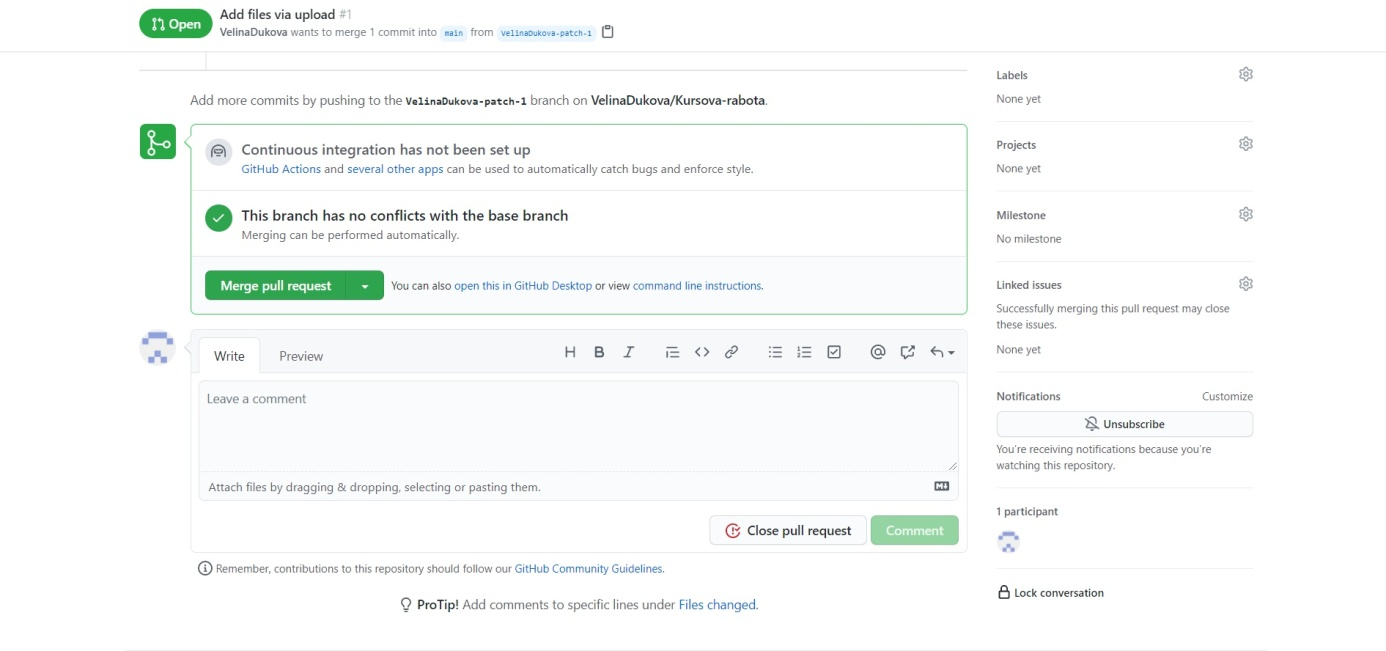 Open
Add files via upload #1
VelinaDukova wants to merge 1 commit into main from VelinaDukova-patch-1
Add more commits by pushing to the VelinaDukova-patch-1 branch on VelinaDukova/Kursova-rabota.
Continuous integration has not been set up
GitHub Actions and several other apps can be used to automatically catch bugs and enforce style.
This branch has no conflicts with the base branch
Merging can be performed automatically.
Merge pull request
You can also open this in GitHub Desktop or view command line instructions.
Write
Preview
Leave a comment
Attach files by dragging & dropping, selecting or pasting them.
Close pull request
Comment
Remember, contributions to this repository should follow our GitHub Community Guidelines.
ProTip! Add comments to specific lines under Files changed.
Labels
None yet
Projects
None yet
Milestone
No milestone
Linked issues
Successfully merging this pull request may close
these issues.
None yet
Notifications
Customize
Unsubscribe
You're receiving notifications because you're
watching this repository.
1 participant
Lock conversation